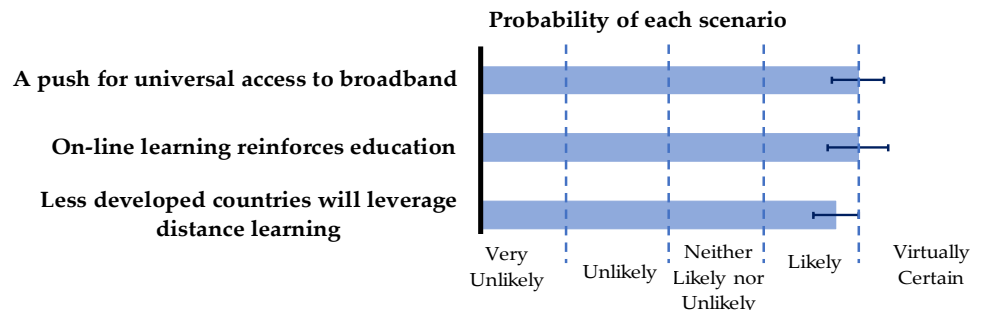 Probability of each scenario
A push for universal access to broadband
On-line learning reinforces education
Less developed countries will leverage
distance learning
Very
Unlikely
Unlikely
Neither
Likely nor
Unlikely
Likely
Virtually
Certain